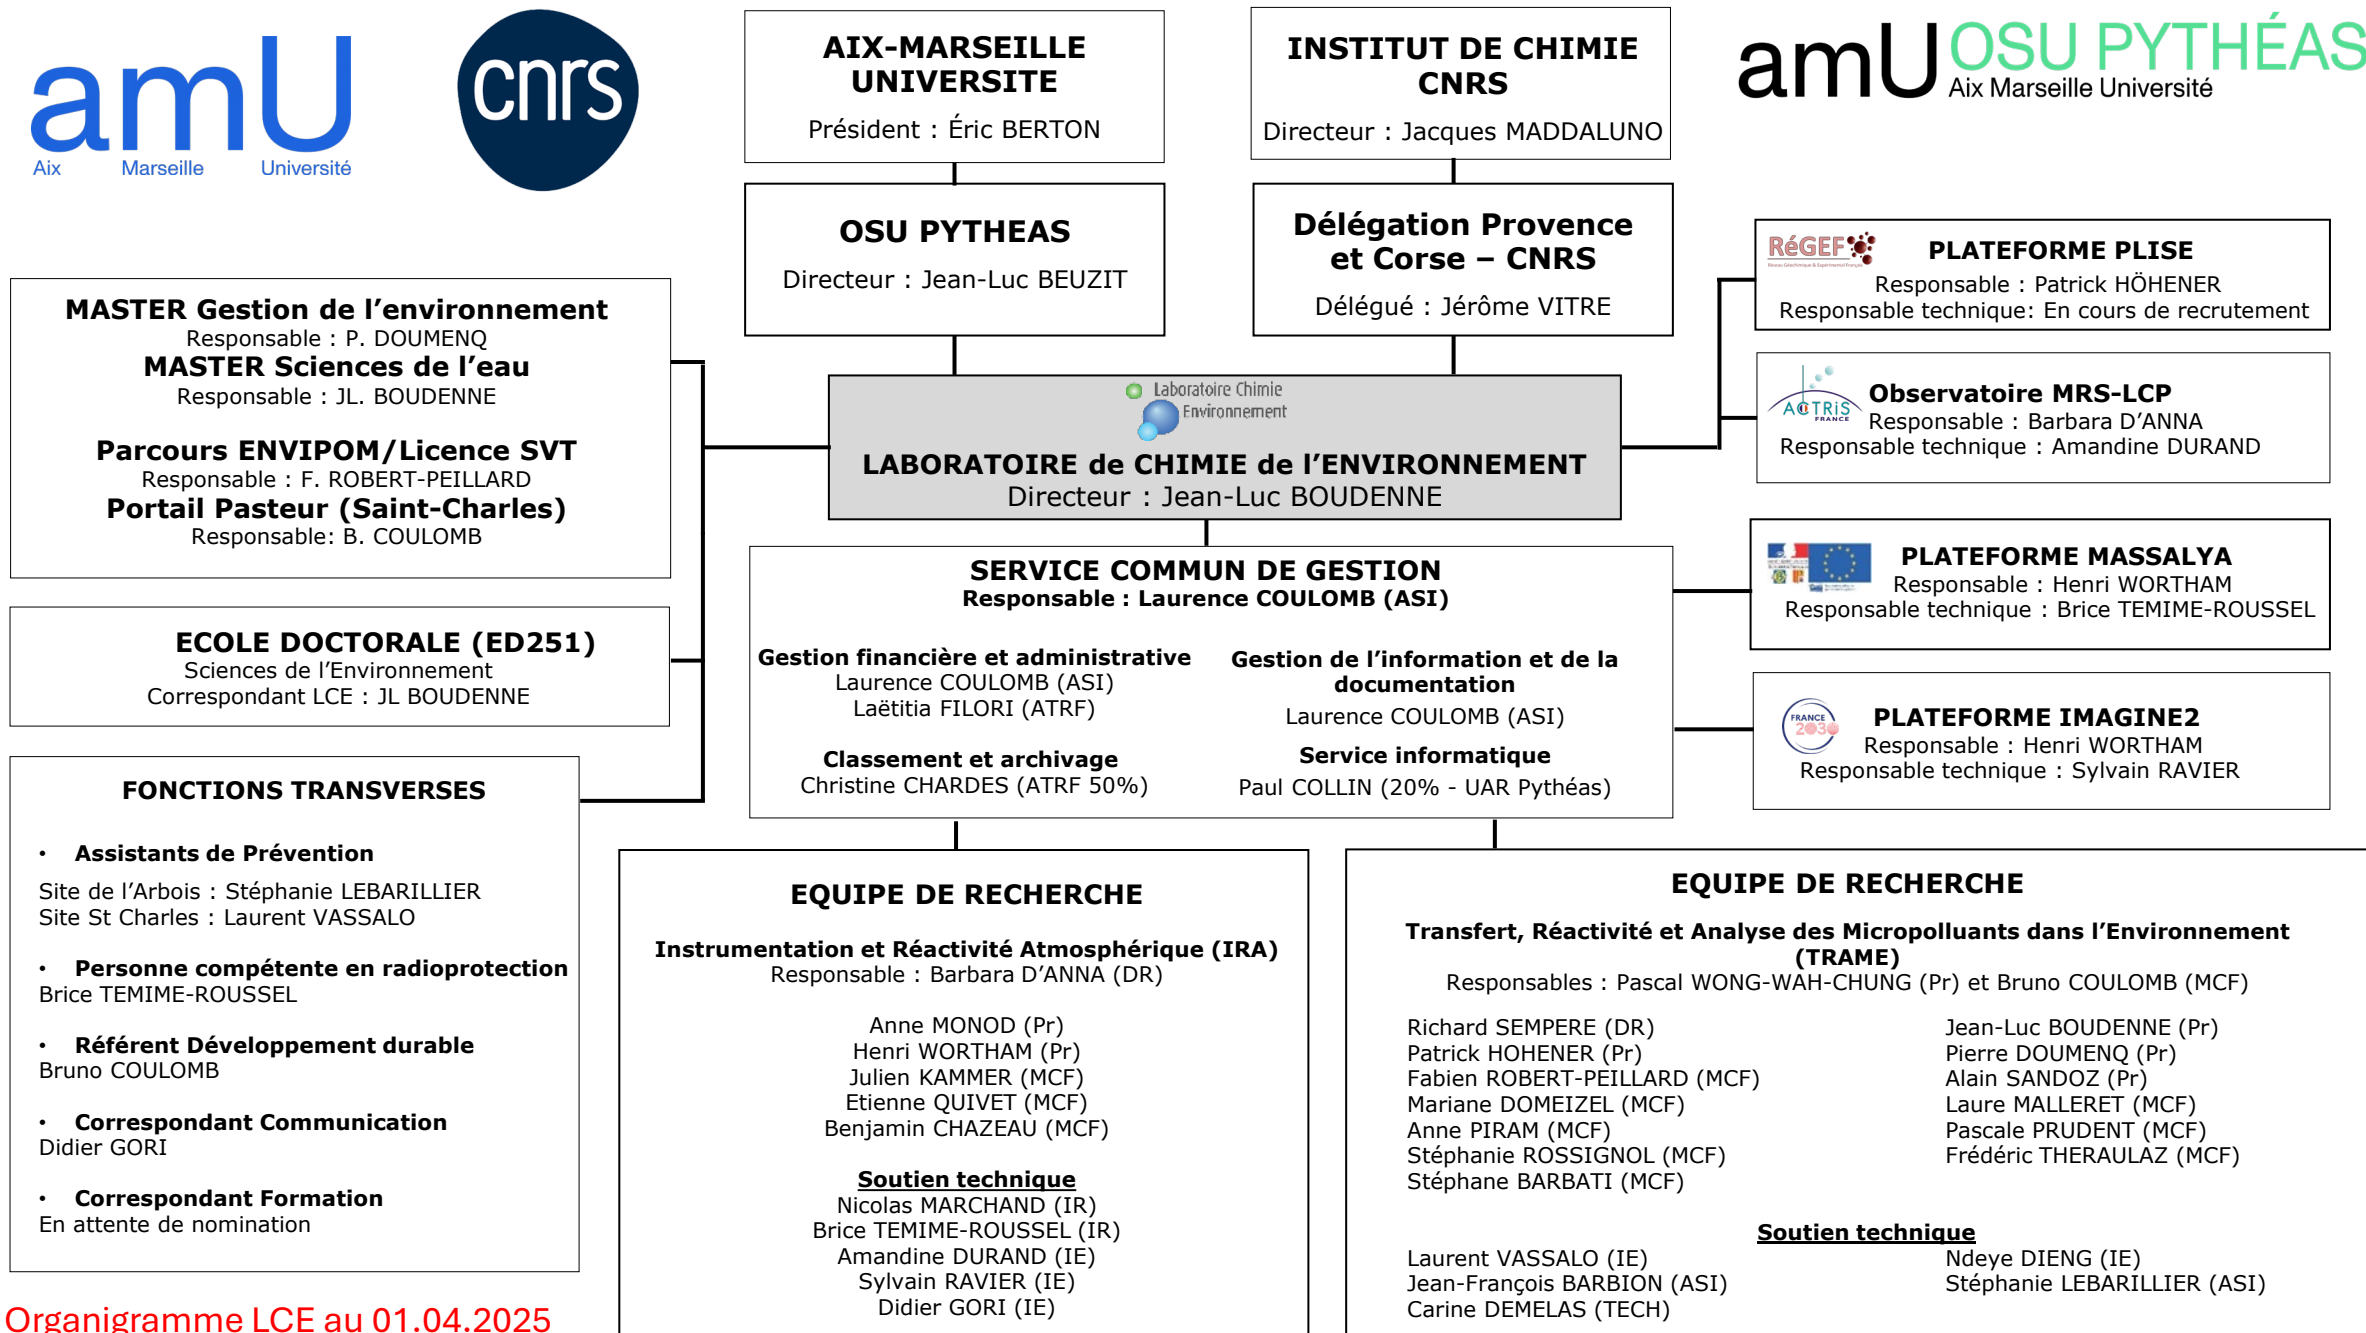 amU
Aix Marseille Université
cnrs
AIX-MARSEILLE
UNIVERSITE
Président : Éric BERTON
INSTITUT DE CHIMIE
CNRS
Directeur : Jacques MADDALUNO
amU OSU PYTHÉAS
Aix Marseille Université
OSU PYTHEAS
Directeur : Jean-Luc BEUZIT
Délégation Provence
et Corse – CNRS
Délégué : Jérôme VITRE
MASTER Gestion de l’environnement
Responsable : P. DOUMENQ
MASTER Sciences de l’eau
Responsable : JL. BOUDENNE
Parcours ENVIPOM/Licence SVT
Responsable : F. ROBERT-PEILLARD
Portail Pasteur (Saint-Charles)
Responsable: B. COULOMB
Laboratoire Chimie
Environnement
LABORATOIRE de CHIMIE de l’ENVIRONNEMENT
Directeur : Jean-Luc BOUDENNE
RéGEF
PLATEFORME PLISE
Responsable : Patrick HÖHENER
Responsable technique: En cours de recrutement
ACTRiS
FRANCE
Observatoire MRS-LCP
Responsable : Barbara D’ANNA
Responsable technique : Amandine DURAND
PLATEFORME MASSALYA
Responsable : Henri WORTHAM
Responsable technique : Brice TEMIME-ROUSSEL
FRANCE
2030
PLATEFORME IMAGINE2
Responsable : Henri WORTHAM
Responsable technique : Sylvain RAVIER
ECOLE DOCTORALE (ED251)
Sciences de l’Environnement
Correspondant LCE : JL BOUDENNE
SERVICE COMMUN DE GESTION
Responsable : Laurence COULOMB (ASI)
Gestion financière et administrative
Laurence COULOMB (ASI)
Laëtitia FILORI (ATRF)
Classement et archivage
Christine CHARDES (ATRF 50%)
Gestion de l’information et de la
documentation
Laurence COULOMB (ASI)
Service informatique
Paul COLLIN (20% - UAR Pythéas)
FONCTIONS TRANSVERSES
• Assistants de Prévention
Site de l’Arbois : Stéphanie LEBARILLIER
Site St Charles : Laurent VASSALO
• Personne compétente en radioprotection
Brice TEMIME-ROUSSEL
• Référent Développement durable
Bruno COULOMB
• Correspondant Communication
Didier GORI
• Correspondant Formation
En attente de nomination
EQUIPE DE RECHERCHE
Instrumentation et Réactivité Atmosphérique (IRA)
Responsable : Barbara D’ANNA (DR)
Anne MONOD (Pr)
Henri WORTHAM (Pr)
Julien KAMMER (MCF)
Etienne QUIVET (MCF)
Benjamin CHAZEAU (MCF)
Soutien technique
Nicolas MARCHAND (IR)
Brice TEMIME-ROUSSEL (IR)
Amandine DURAND (IE)
Sylvain RAVIER (IE)
Didier GORI (IE)
EQUIPE DE RECHERCHE
Transfert, Réactivité et Analyse des Micropolluants dans l’Environnement
(TRAME)
Responsables : Pascal WONG-WAH-CHUNG (Pr) et Bruno COULOMB (MCF)
Richard SEMPERE (DR)
Patrick HOHENER (Pr)
Fabien ROBERT-PEILLARD (MCF)
Mariane DOMEIZEL (MCF)
Anne PIRAM (MCF)
Stéphanie ROSSIGNOL (MCF)
Stéphane BARBATI (MCF)
Jean-Luc BOUDENNE (Pr)
Pierre DOUMENQ (Pr)
Alain SANDOZ (Pr)
Laure MALLERET (MCF)
Pascale PRUDENT (MCF)
Frédéric THERAULAZ (MCF)
Soutien technique
Laurent VASSALO (IE)
Jean-François BARBION (ASI)
Carine DEMELAS (TECH)
Ndeye DIENG (IE)
Stéphanie LEBARILLIER (ASI)
Organigramme LCE au 01.04.2025